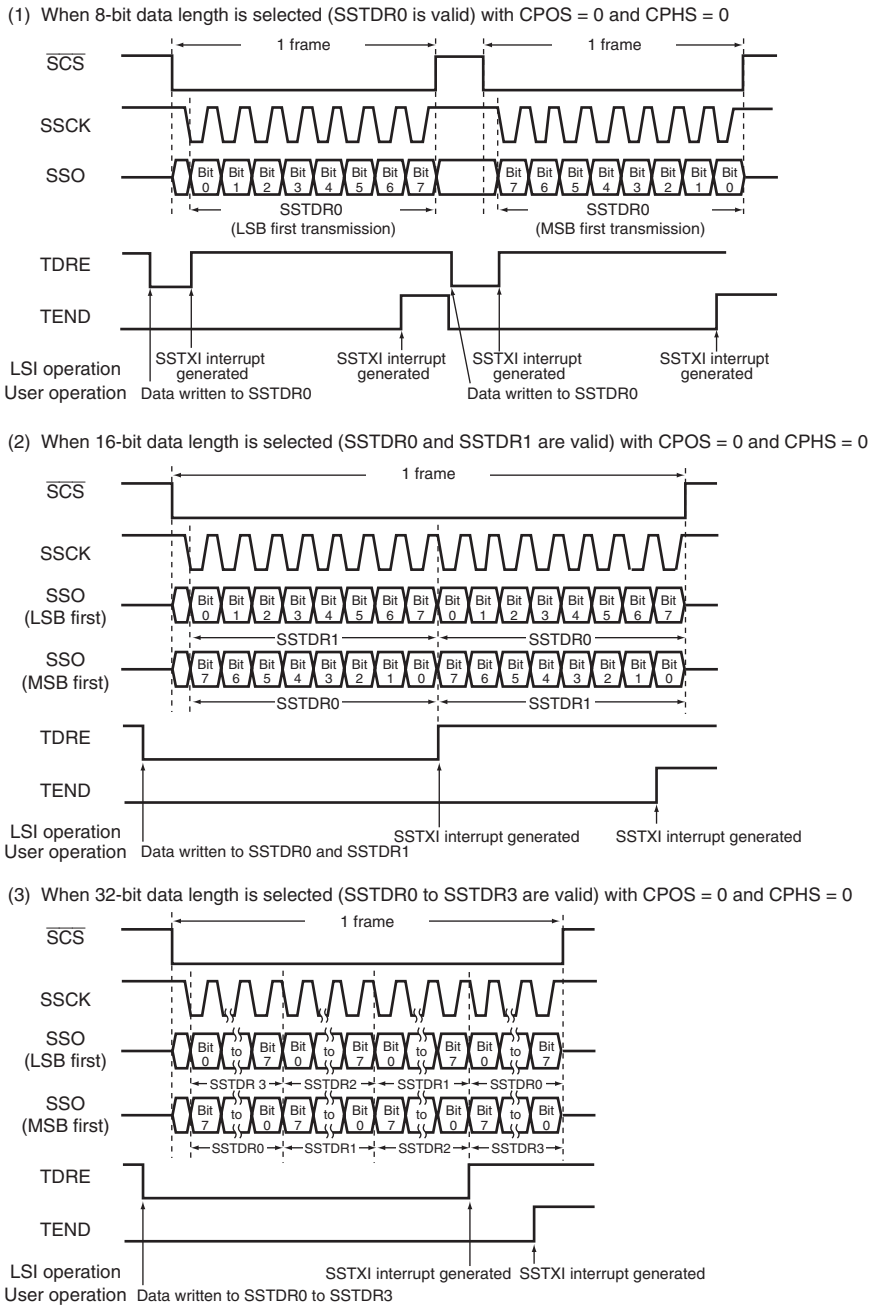 (1) When 8-bit data length is selected (SSTDR0 is valid) with CPOS = 0 and CPHS = 0
1 frame 1 frame
SCS
SSCK
SSO Bit 0 Bit 1 Bit 2 Bit 3 Bit 4 Bit 5 Bit 6 Bit 7 Bit 7 Bit 6 Bit 5 Bit 4 Bit 3 Bit 2 Bit 1 Bit 0
SSTDR0 SSTDR0
(LSB first transmission) (MSB first transmission)
TDRE
TEND
LSI operation SSTXI interrupt generated SSTXI interrupt generated SSTXI interrupt generated SSTXI interrupt generated
User operation Data written to SSTDR0 Data written to SSTDR0
(2) When 16-bit data length is selected (SSTDR0 and SSTDR1 are valid) with CPOS = 0 and CPHS = 0
1 frame
SCS
SSCK
SSO (LSB first) Bit 0 Bit 1 Bit 2 Bit 3 Bit 4 Bit 5 Bit 6 Bit 7 Bit 0 Bit 1 Bit 2 Bit 3 Bit 4 Bit 5 Bit 6 Bit 7
SSTDR1 SSTDR0
SSO (MSB first) Bit 7 Bit 6 Bit 5 Bit 4 Bit 3 Bit 2 Bit 1 Bit 0 Bit 7 Bit 6 Bit 5 Bit 4 Bit 3 Bit 2 Bit 1 Bit 0
SSTDR0 SSTDR1
TDRE
TEND
LSI operation SSTXI interrupt generated SSTXI interrupt generated
User operation Data written to SSTDR0 and SSTDR1
(3) When 32-bit data length is selected (SSTDR0 to SSTDR3 are valid) with CPOS = 0 and CPHS = 0
1 frame
SCS
SSCK
SSO (LSB first) Bit 0 to Bit 7 Bit 0 to Bit 7 Bit 0 to Bit 7 Bit 0 to Bit 7
SSTDR 3 SSTDR2 SSTDR1 SSTDR0
SSO (MSB first) Bit 7 to Bit 0 Bit 7 to Bit 0 Bit 7 to Bit 0 Bit 7 to Bit 0
SSTDR0 SSTDR1 SSTDR2 SSTDR3
TDRE
TEND
LSI operation SSTXI interrupt generated SSTXI interrupt generated
User operation Data written to SSTDR0 to SSTDR3